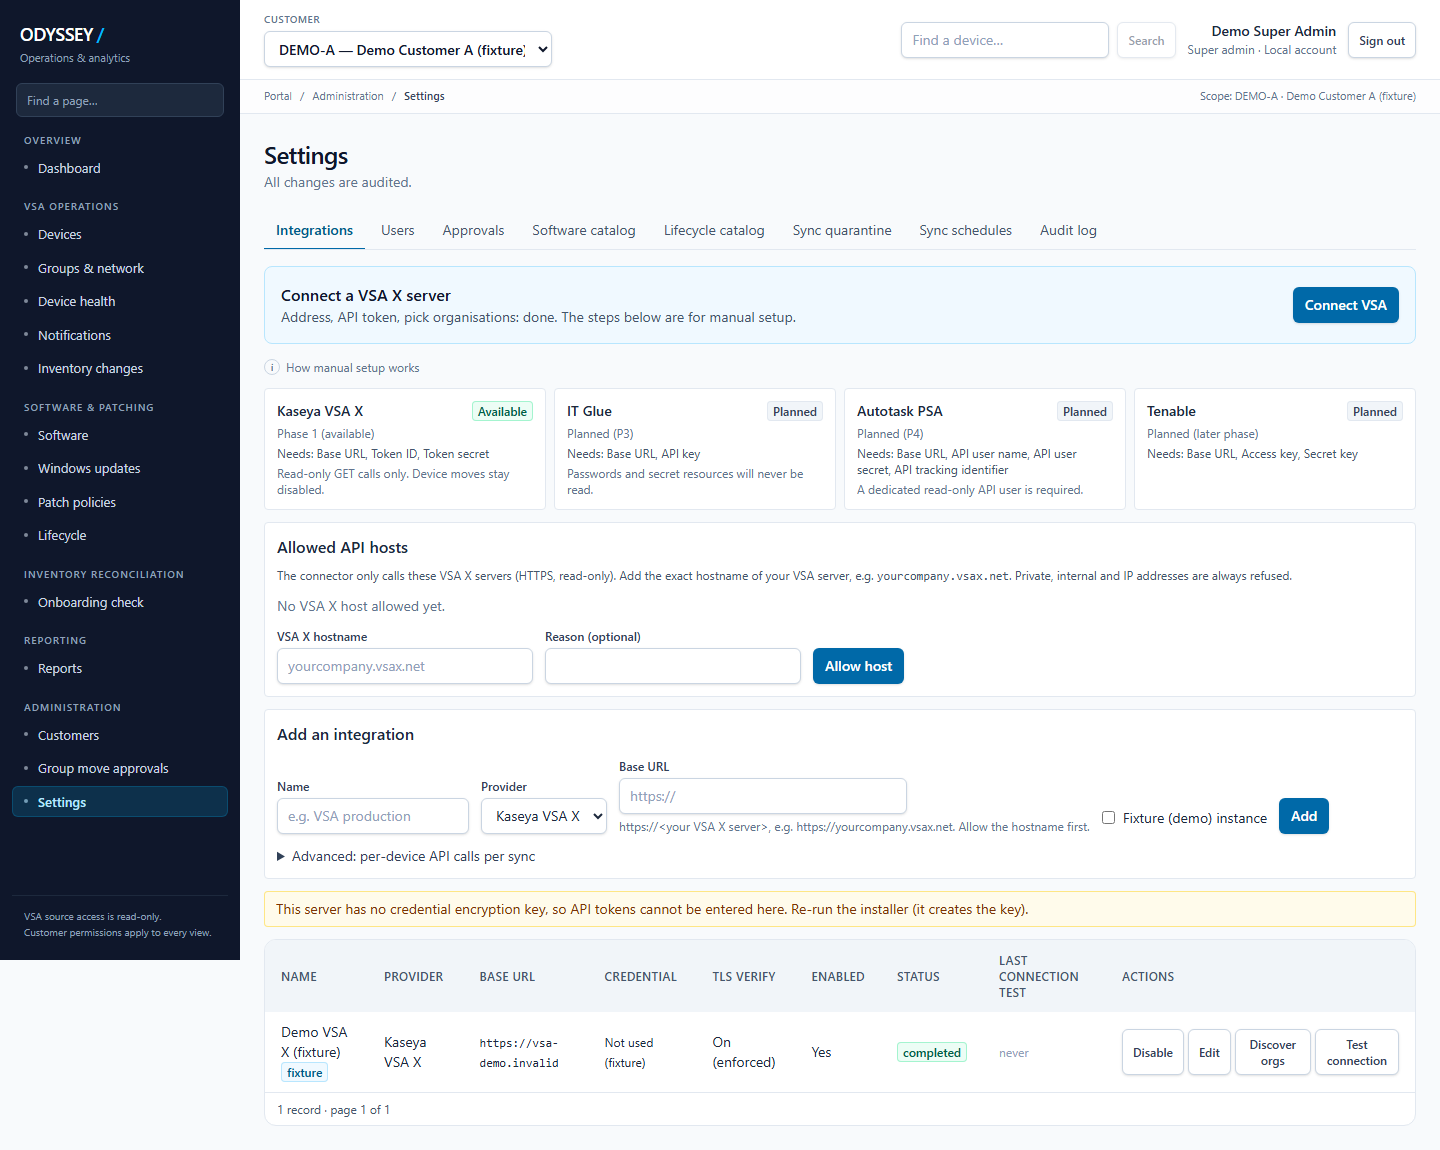 ODYSSEY /
Operations & analytics
Find a page...
OVERVIEW
Dashboard
VSA OPERATIONS
Devices
Groups & network
Device health
Notifications
Inventory changes
SOFTWARE & PATCHING
Software
Windows updates
Patch policies
Lifecycle
INVENTORY RECONCILIATION
Onboarding check
REPORTING
Reports
ADMINISTRATION
Customers
Group move approvals
Settings
VSA source access is read-only.
Customer permissions apply to every view.
CUSTOMER
DEMO-A — Demo Customer A (fixture)
Find a device...
Search
Demo Super Admin
Super admin · Local account
Sign out
Portal / Administration / Settings
Scope: DEMO-A · Demo Customer A (fixture)
Settings
All changes are audited.
Integrations Users Approvals Software catalog Lifecycle catalog Sync quarantine Sync schedules Audit log
Connect a VSA X server
Address, API token, pick organisations: done. The steps below are for manual setup.
Connect VSA
i How manual setup works
Kaseya VSA X Available
Phase 1 (available)
Needs: Base URL, Token ID, Token secret
Read-only GET calls only. Device moves stay
disabled.
IT Glue Planned
Planned (P3)
Needs: Base URL, API key
Passwords and secret resources will never be
read.
Autotask PSA Planned
Planned (P4)
Needs: Base URL, API user name, API user
secret, API tracking identifier
A dedicated read-only API user is required.
Tenable Planned
Planned (later phase)
Needs: Base URL, Access key, Secret key
Allowed API hosts
The connector only calls these VSA X servers (HTTPS, read-only). Add the exact hostname of your VSA server, e.g. yourcompany.vsax.net. Private, internal and IP addresses are always refused.
No VSA X host allowed yet.
VSA X hostname
yourcompany.vsax.net
Reason (optional)
Allow host
Add an integration
Name
e.g. VSA production
Provider
Kaseya VSA X
Base URL
https://
https://<your VSA X server>, e.g. https://yourcompany.vsax.net. Allow the hostname first.
Fixture (demo) instance
Add
Advanced: per-device API calls per sync
This server has no credential encryption key, so API tokens cannot be entered here. Re-run the installer (it creates the key).
NAME PROVIDER BASE URL CREDENTIAL TLS VERIFY ENABLED STATUS LAST CONNECTION TEST ACTIONS
Demo VSA
X (fixture)
fixture
Kaseya
VSA X
https://vsa-
demo.invalid
Not used
(fixture)
On
(enforced)
Yes
completed
never
Disable
Edit
Discover
orgs
Test
connection
1 record · page 1 of 1